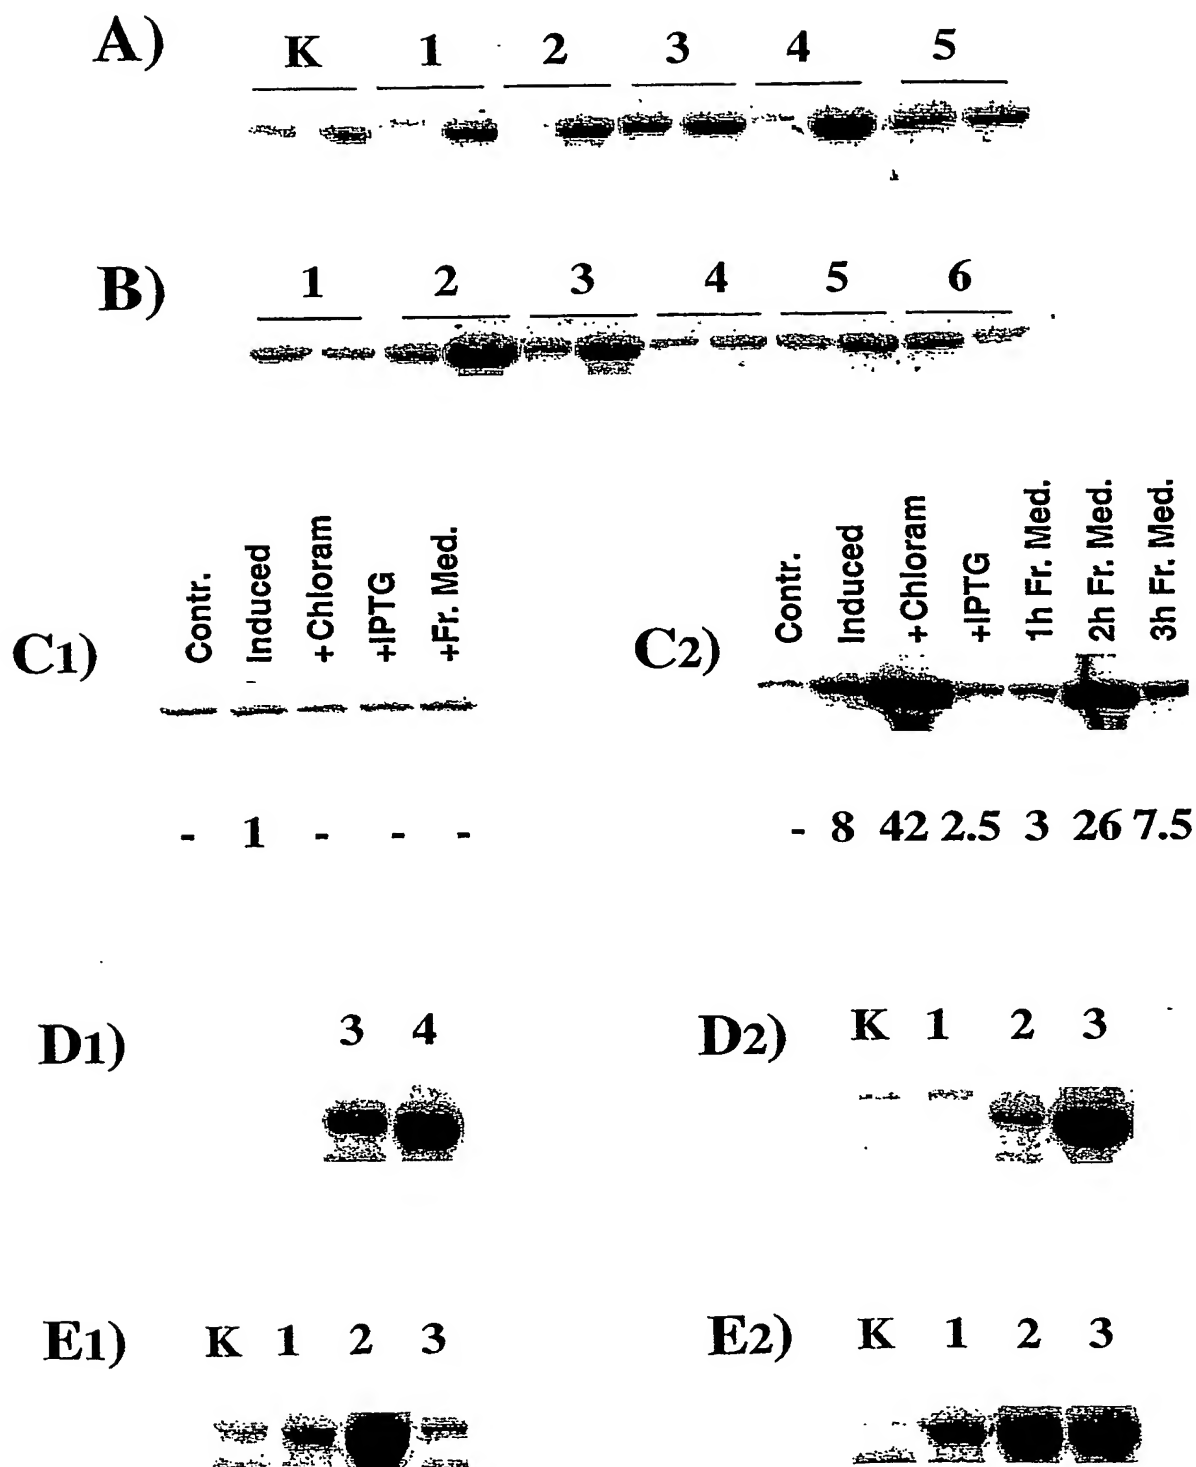 A) K 1 2 3 4 5
B) 1 2 3 4 5 6
C1) Contr. Induced +Chloram +IPTG +Fr. Med.
- 1 - - -
C2) Contr. Induced +Chloram +IPTG 1h Fr. Med. 2h Fr. Med. 3h Fr. Med.
- 8 42 2.5 3 26 7.5
D1) 3 4
D2) K 1 2 3
E1) K 1 2 3
E2) K 1 2 3